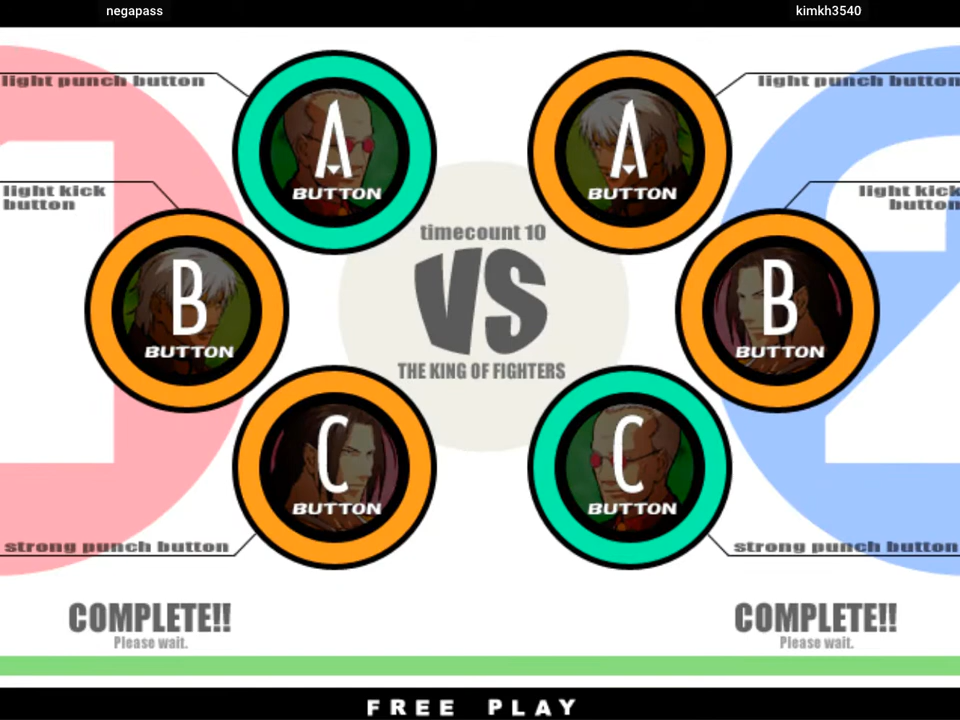 negapass
kimkh3540
light punch button
A
BUTTON
A
BUTTON
light punch button
light kick
button
B
BUTTON
timecount 10
VS
THE KING OF FIGHTERS
B
BUTTON
light kick
button
C
BUTTON
C
BUTTON
strong punch button
strong punch button
COMPLETE!!
Please wait.
COMPLETE!!
Please wait.
1
2
FREE PLAY